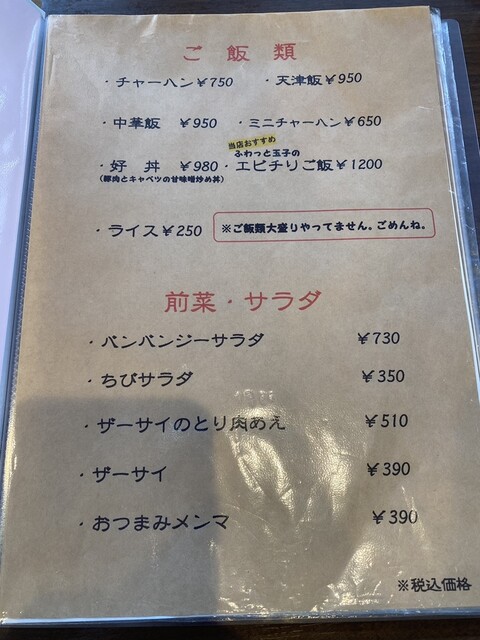 ご飯類
・チャーハン¥750 ・天津飯¥950
・中華飯 ¥950 ・ミニチャーハン¥650
当店おすすめ
ふわっと玉子の
・好丼 ¥980 ・エビチリご飯¥1200
(豚肉とキャベツの甘味噌炒め丼)
・ライス¥250 ※ご飯類大盛りやってません。ごめんね。
前菜・サラダ
・バンバンジーサラダ ¥730
・ちびサラダ ¥350
・ザーサイのとり肉あえ ¥510
・ザーサイ ¥390
・おつまみメンマ ¥390
※税込価格